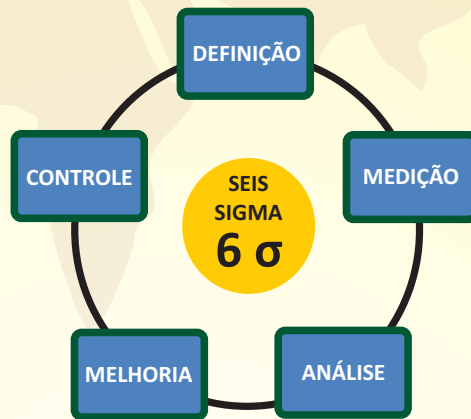 DEFINIÇÃO
MEDIÇÃO
ANÁLISE
MELHORIA
CONTROLE
SEIS
SIGMA
6 σ